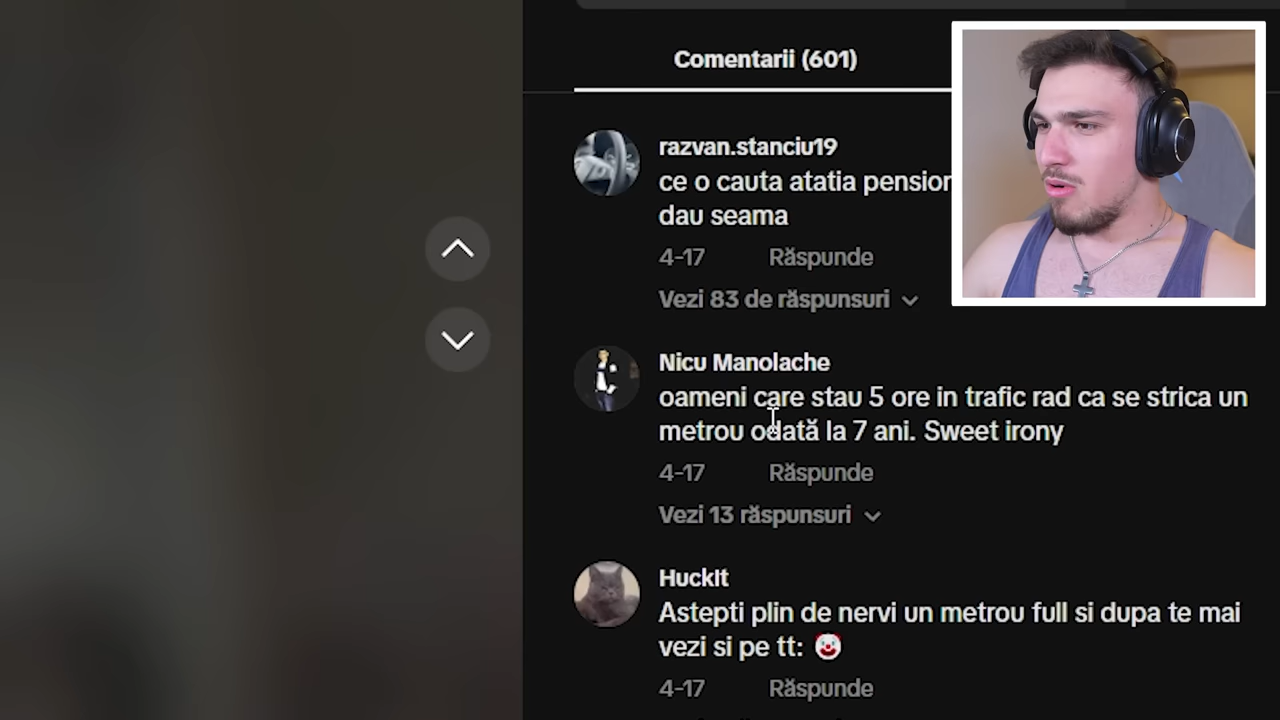 Comentarii (601)
razvan.stanciu19
ce o cauta atatia
dau seama
4-17 Răspunde
Vezi 83 de răspunsuri
Nicu Manolache
oameni care stau 5 ore in trafic rad ca se strica un
metrou odată la 7 ani. Sweet irony
4-17 Răspunde
Vezi 13 răspunsuri
HuckIt
Astepti plin de nervi un metrou full si dupa te mai
vezi si pe tt: 🤡
4-17 Răspunde